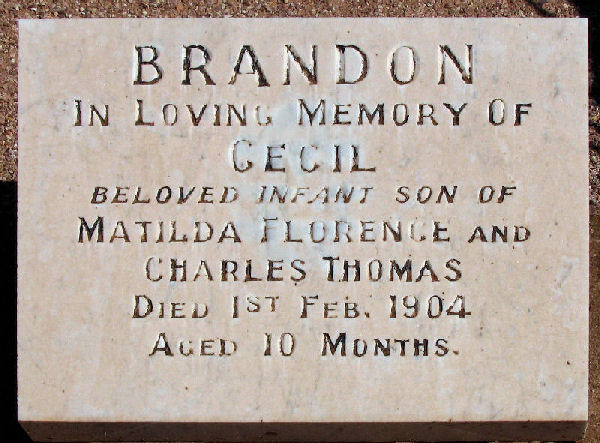 BRANDON
IN LOVING MEMORY OF
CECIL
BELOVED INFANT SON OF
MATILDA FLORENCE AND
CHARLES THOMAS
DIED 1ST FEB. 1904
AGED 10 MONTHS.